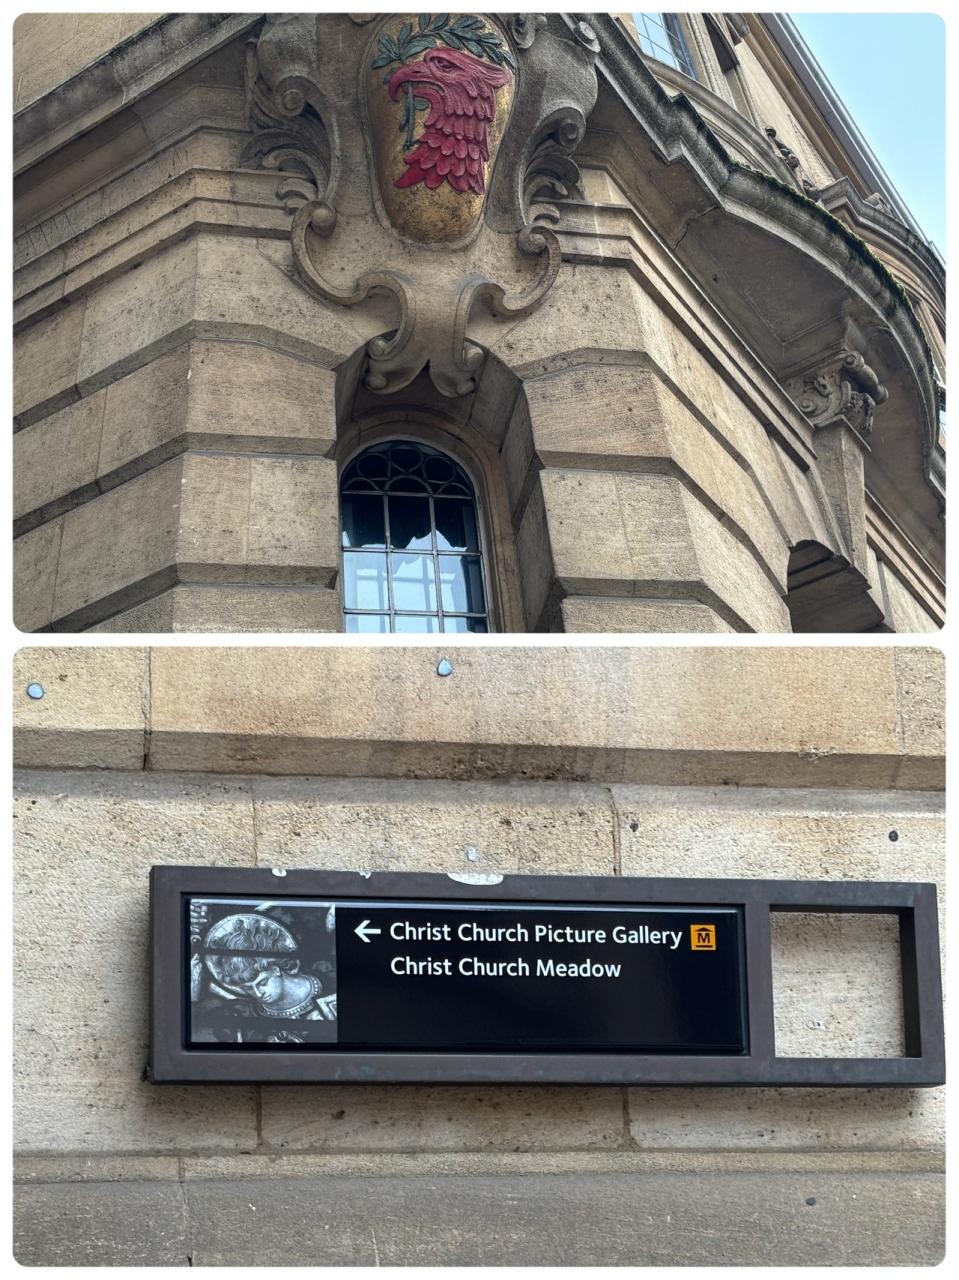 ← Christ Church Picture Gallery M
Christ Church Meadow